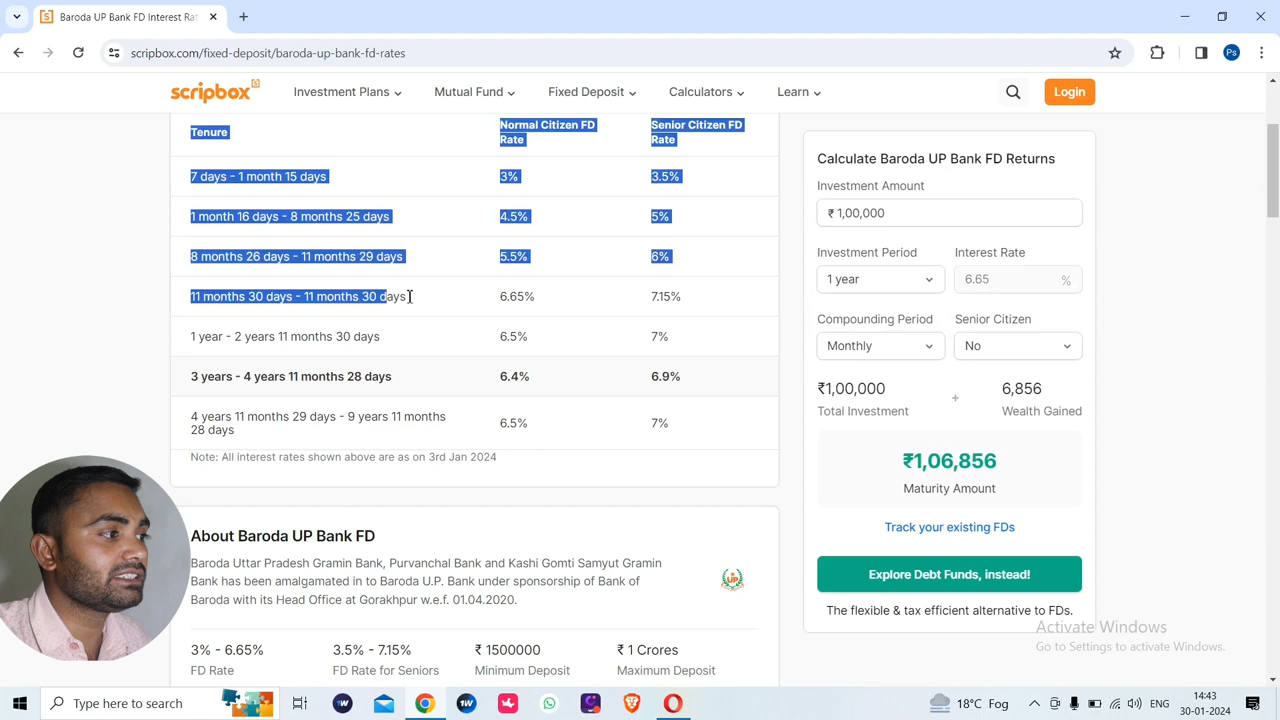 Baroda UP Bank FD Interest Rat
scripbox.com/fixed-deposit/baroda-up-bank-fd-rates
Ps
scripbox
Investment Plans
Mutual Fund
Fixed Deposit
Calculators
Learn
Login
Tenure
Normal Citizen FD
Rate
Senior Citizen FD
Rate
7 days - 1 month 15 days
3%
3.5%
1 month 16 days - 8 months 25 days
4.5%
5%
8 months 26 days - 11 months 29 days
5.5%
6%
11 months 30 days - 11 months 30 days
6.65%
7.15%
1 year - 2 years 11 months 30 days
6.5%
7%
3 years - 4 years 11 months 28 days
6.4%
6.9%
4 years 11 months 29 days - 9 years 11 months
28 days
6.5%
7%
Note: All interest rates shown above are as on 3rd Jan 2024
Calculate Baroda UP Bank FD Returns
Investment Amount
₹ 1,00,000
Investment Period
Interest Rate
1 year
6.65
%
Compounding Period
Senior Citizen
Monthly
No
₹1,00,000
+
6,856
Total Investment
Wealth Gained
₹1,06,856
Maturity Amount
Track your existing FDs
Explore Debt Funds, instead!
The flexible & tax efficient alternative to FDs.
About Baroda UP Bank FD
Baroda Uttar Pradesh Gramin Bank, Purvanchal Bank and Kashi Gomti Samyut Gramin
Bank has been amalgamated in to Baroda U.P. Bank under sponsorship of Bank of
Baroda with its Head Office at Gorakhpur w.e.f. 01.04.2020.
UP
3% - 6.65%
FD Rate
3.5% - 7.15%
FD Rate for Seniors
₹ 1500000
Minimum Deposit
₹ 1 Crores
Maximum Deposit
Activate Windows
Go to Settings to activate Windows.
Type here to search
18°C Fog
ENG
14:43
30-01-2024